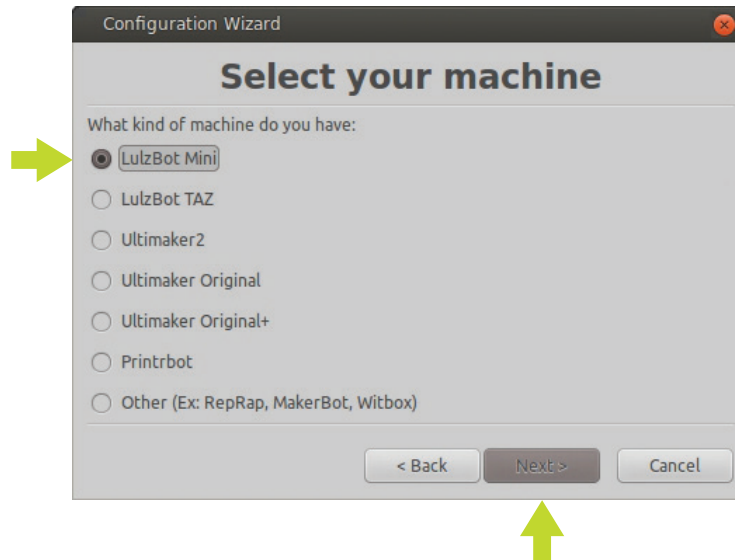 Configuration Wizard
Select your machine
What kind of machine do you have:
LulzBot Mini
LulzBot TAZ
Ultimaker2
Ultimaker Original
Ultimaker Original+
Printrbot
Other (Ex: RepRap, MakerBot, Witbox)
< Back Next > Cancel